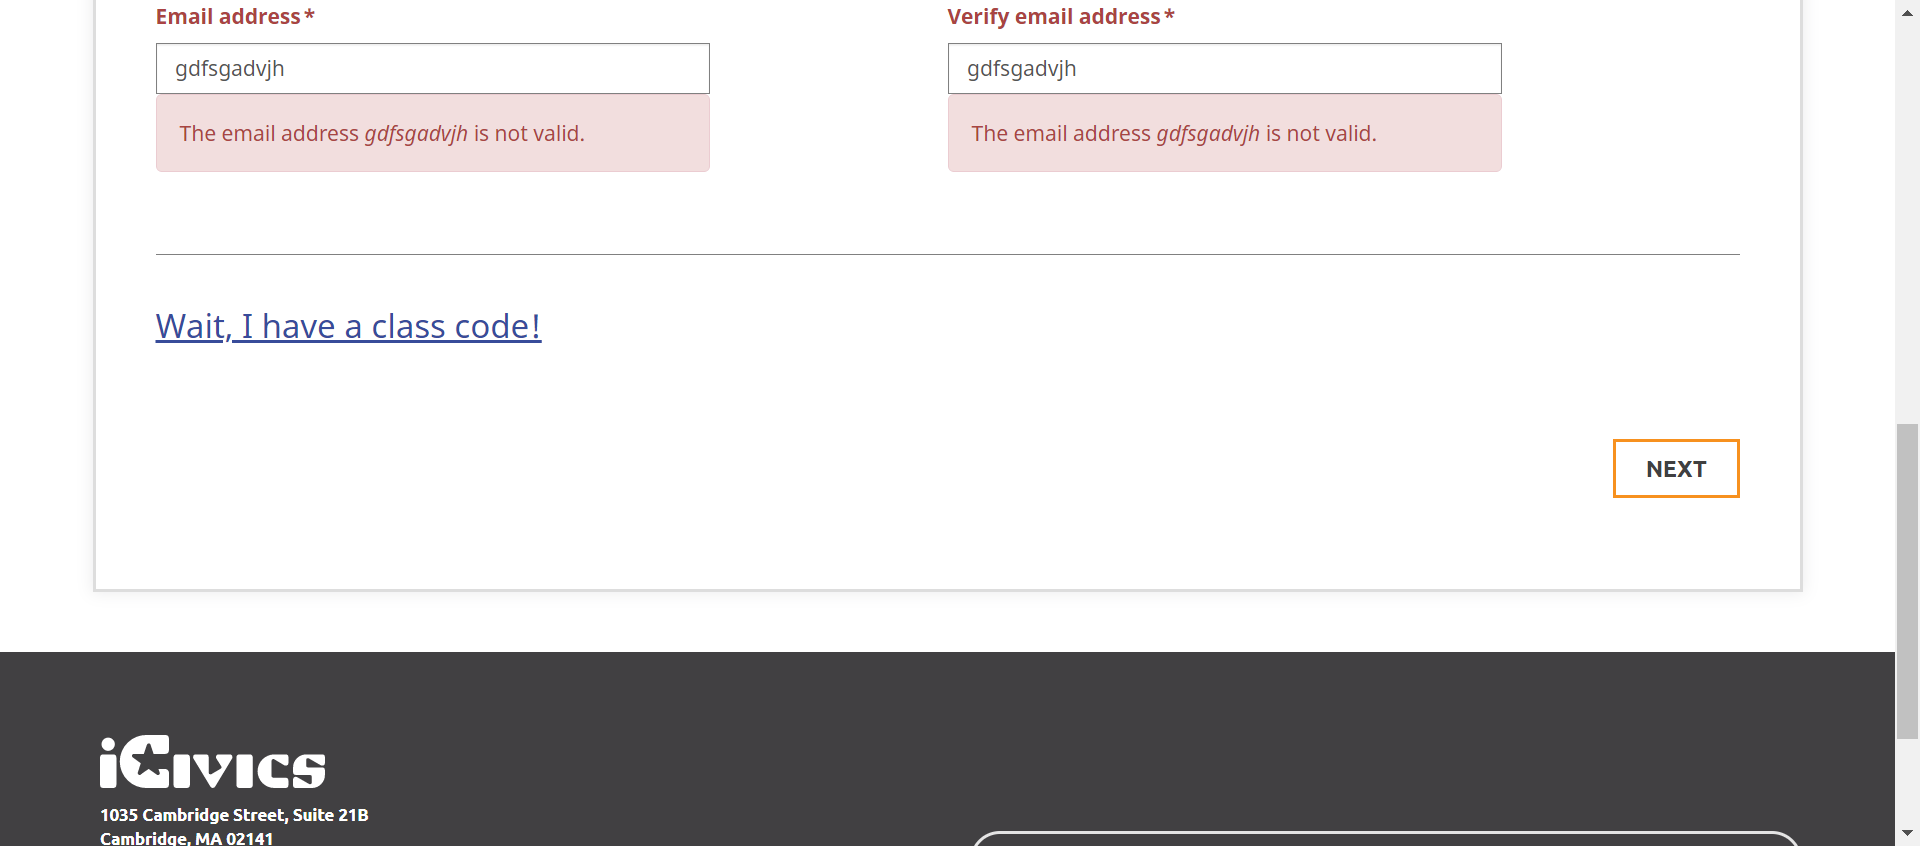 Email address*
Verify email address*
gdfsgadvjh
gdfsgadvjh
The email address gdfsgadvjh is not valid.
The email address gdfsgadvjh is not valid.
Wait, I have a class code!
NEXT
iCivics
1035 Cambridge Street, Suite 21B
Cambridge, MA 02141